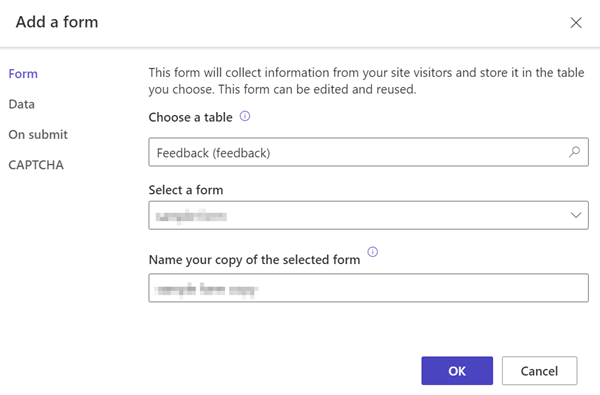 Add a form
Form
Data
On submit
CAPTCHA
This form will collect information from your site visitors and store it in the table
you choose. This form can be edited and reused.
Choose a table
Feedback (feedback)
Select a form
Name your copy of the selected form
OK
Cancel